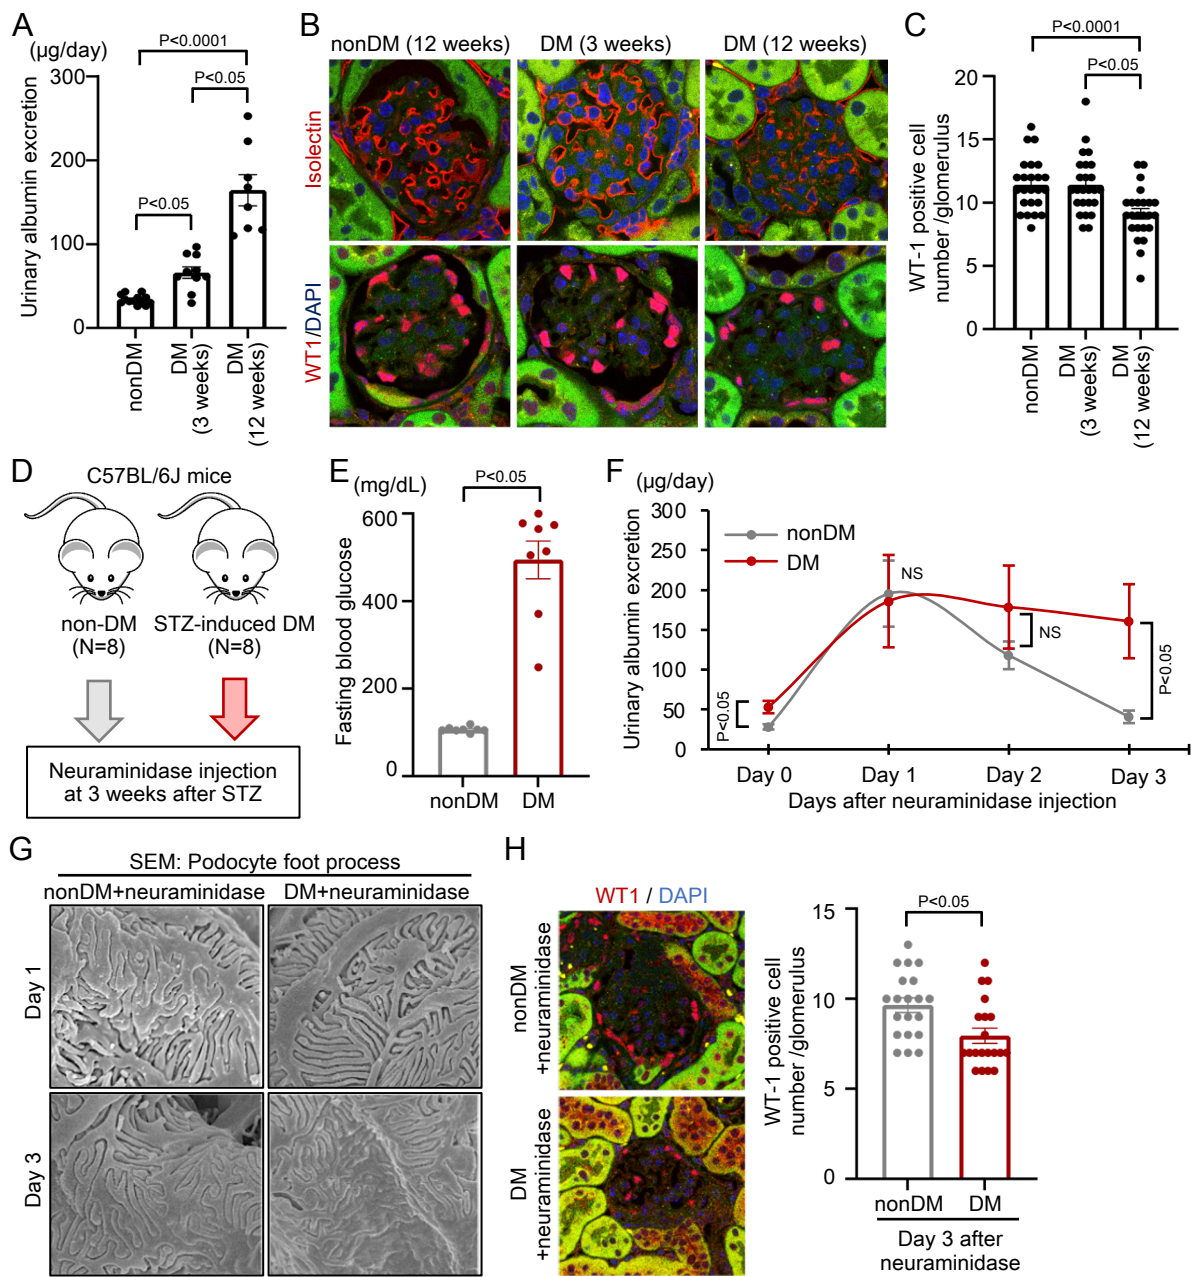 A
(µg/day)
P<0.0001
P<0.05
P<0.05
300
200
100
0
Urinary albumin excretion
nonDM
DM
(3 weeks)
DM
(12 weeks)
B
nonDM (12 weeks)
DM (3 weeks)
DM (12 weeks)
Isolectin
WT1/DAPI
C
P<0.0001
P<0.05
20
15
10
5
0
WT-1 positive cell
number /glomerulus
nonDM
DM
(3 weeks)
DM
(12 weeks)
D
C57BL/6J mice
non-DM
(N=8)
STZ-induced DM
(N=8)
Neuraminidase injection
at 3 weeks after STZ
E
(mg/dL)
P<0.05
600
400
200
0
Fasting blood glucose
nonDM
DM
F
(µg/day)
300
250
200
150
100
50
0
Urinary albumin excretion
nonDM
DM
NS
NS
P<0.05
P<0.05
Day 0
Day 1
Day 2
Day 3
Days after neuraminidase injection
G
SEM: Podocyte foot process
nonDM+neuraminidase
DM+neuraminidase
Day 1
Day 3
H
WT1 / DAPI
nonDM
+neuraminidase
DM
+neuraminidase
P<0.05
15
10
5
0
WT-1 positive cell
number /glomerulus
nonDM
DM
Day 3 after
neuraminidase